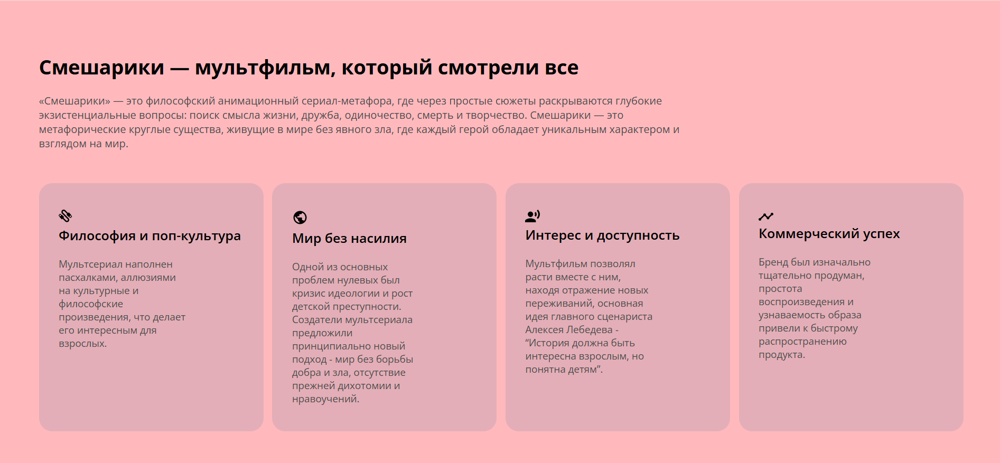 Смешарики — мультфильм, который смотрели все
«Смешарики» — это философский анимационный сериал-метафора, где через простые сюжеты раскрываются глубокие
экзистенциальные вопросы: поиск смысла жизни, дружба, одиночество, смерть и творчество. Смешарики — это
метафорические круглые существа, живущие в мире без явного зла, где каждый герой обладает уникальным характером и
взглядом на мир.
Философия и поп-культура
Мультсериал наполнен
пасхалками, аллюзиями
на культурные и
философские
произведения, что делает
его интересным для
взрослых.
Мир без насилия
Одной из основных
проблем нулевых был
кризис идеологии и рост
детской преступности.
Создатели мультсериала
предложили
принципиально новый
подход - мир без борьбы
добра и зла, отсутствие
прежней дихотомии и
нравоучений.
Интерес и доступность
Мультфильм позволял
расти вместе с ним,
находя отражение новых
переживаний, основная
идея главного сценариста
Алексея Лебедева -
“История должна быть
интересна взрослым, но
понятна детям”.
Коммерческий успех
Бренд был изначально
тщательно продуман,
простота
воспроизведения и
узнаваемость образа
привели к быстрому
распространению
продукта.